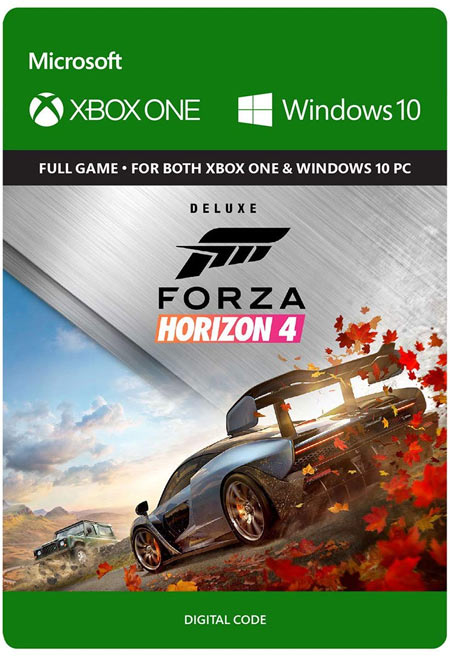 Microsoft
XBOX ONE Windows 10
FULL GAME • FOR BOTH XBOX ONE & WINDOWS 10 PC
DELUXE
FORZA
HORIZON 4
DIGITAL CODE